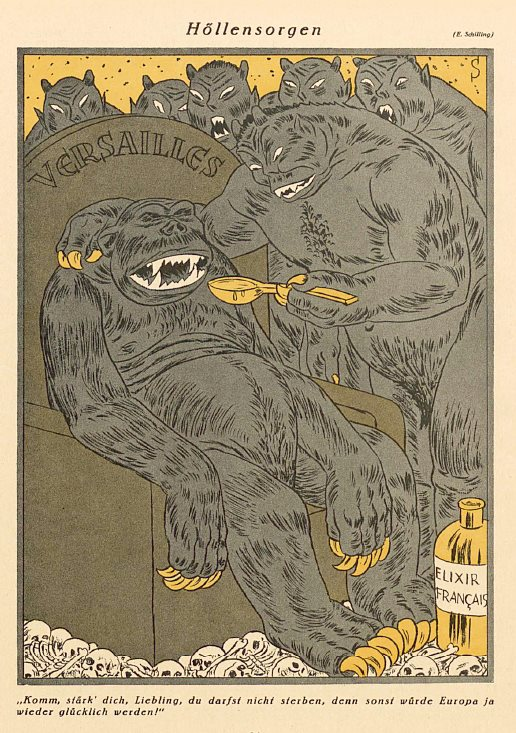 Höllensorgen
(E. Schilling)
S
VERSAILLES
ELIXIR
FRANÇAIS
„Komm, stärk' dich, Liebling, du darfst nicht sterben, denn sonst würde Europa ja
wieder glücklich werden!“